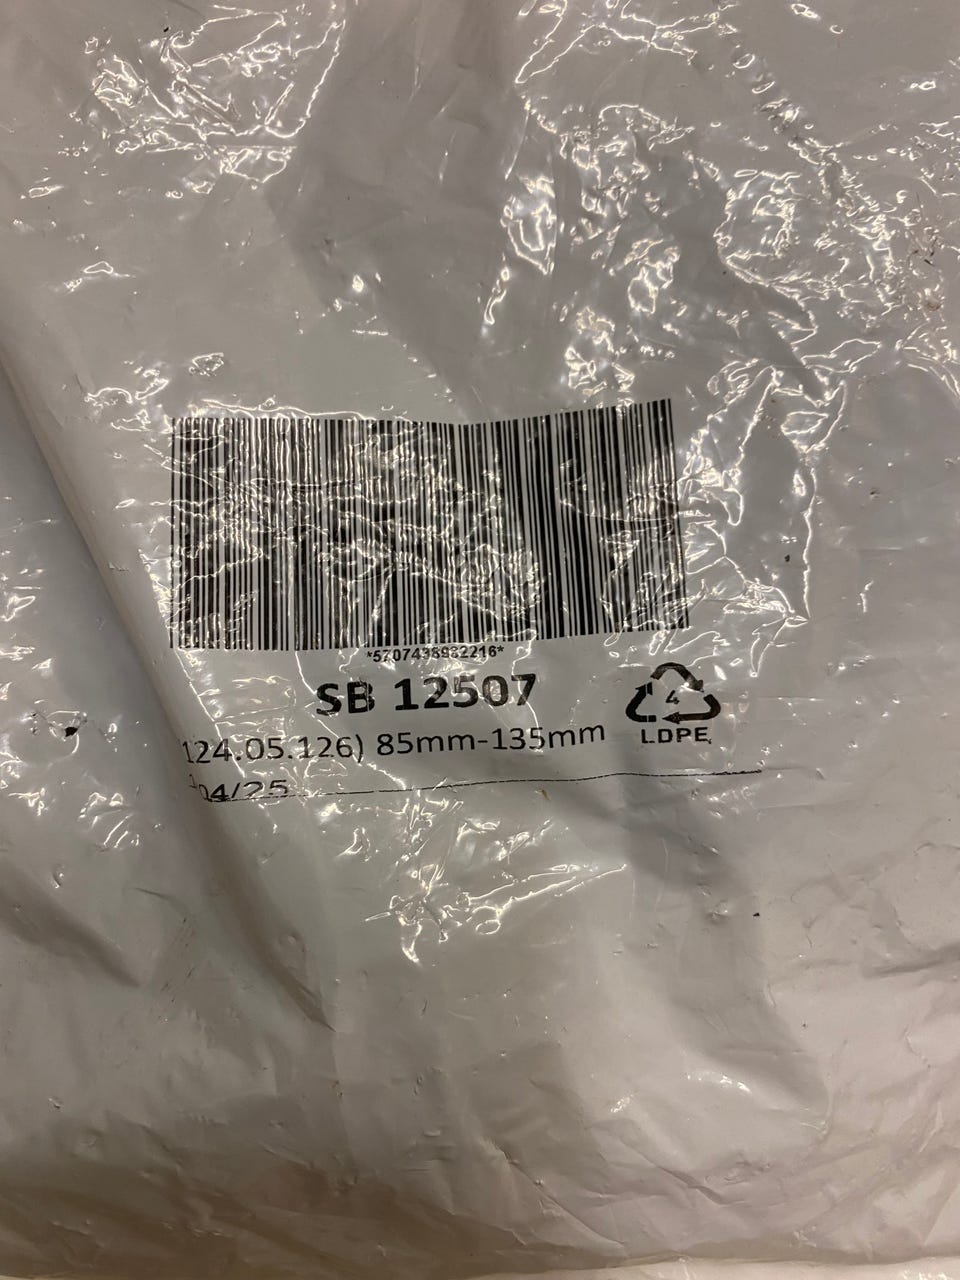 *5707438982216*
SB 12507
4
LDPE
124.05.126) 85mm-135mm
04/25